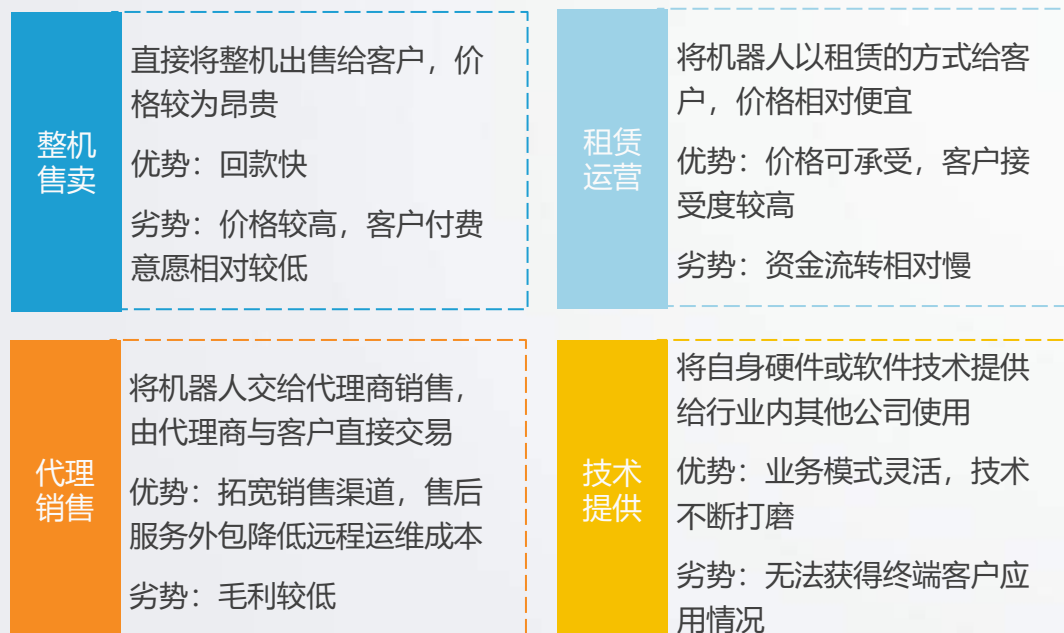 整机
售卖
直接将整机出售给客户，价
格较为昂贵
优势：回款快
劣势：价格较高，客户付费
意愿相对较低
租赁
运营
将机器人以租赁的方式给客
户，价格相对便宜
优势：价格可承受，客户接
受度较高
劣势：资金流转相对慢
代理
销售
将机器人交给代理商销售，
由代理商与客户直接交易
优势：拓宽销售渠道，售后
服务外包降低远程运维成本
劣势：毛利较低
技术
提供
将自身硬件或软件技术提供
给行业内其他公司使用
优势：业务模式灵活，技术
不断打磨
劣势：无法获得终端客户应
用情况